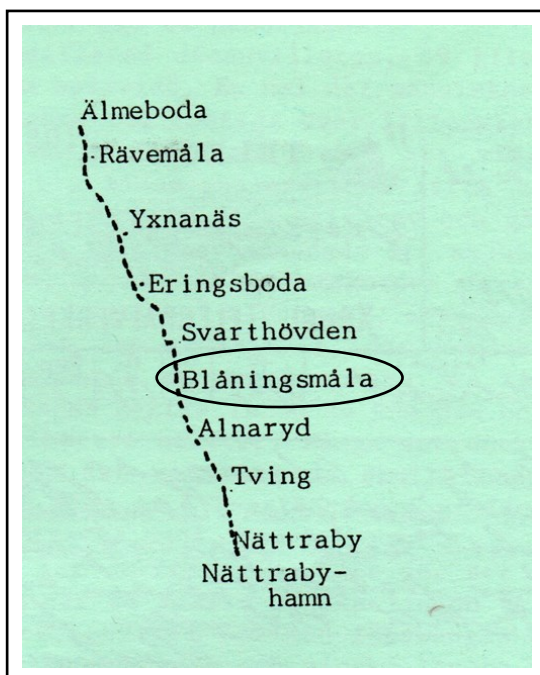 Älmeboda
Rävemåla
Yxnanäs
Eringsboda
Svarthövden
Blåningsmåla
Alnaryd
Tving
Nättraby
Nättraby-
hamn